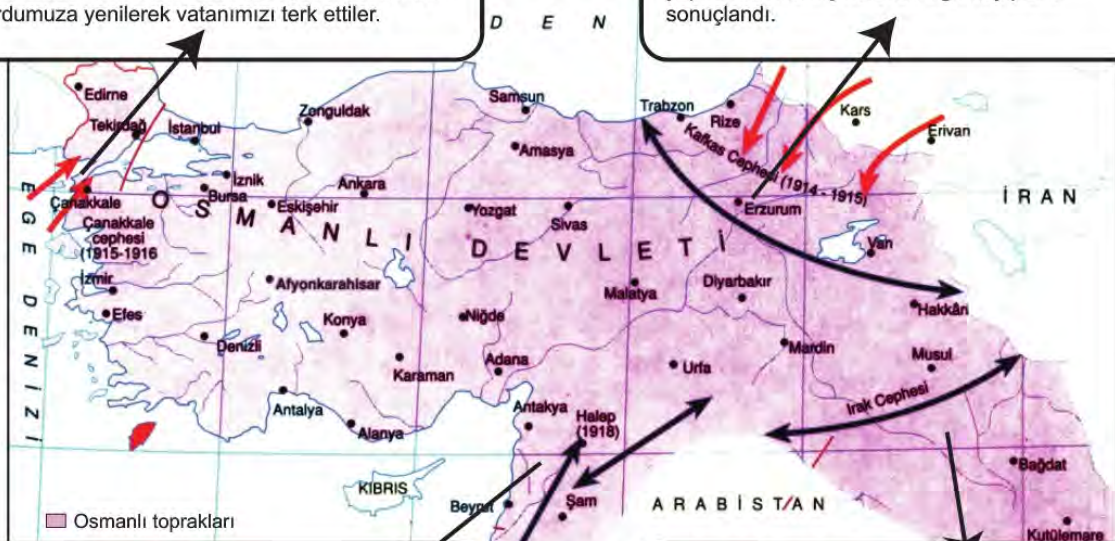 ordumuza yenilerek vatanımızı terk ettiler.
sonuçlandı.
D E N
Edirne
Tekirdağ
İstanbul
Zonguldak
Samsun
Trabzon
Rize
Kars
Erivan
Amasya
Kafkas Cephesi (1914 - 1915)
İznik
Bursa
Çanakkale
Eskişehir
Ankara
Yozgat
Sivas
Erzurum
İRAN
EGE DENİZİ
OSMANLI DEVLETİ
Çanakkale
cephesi
(1915-1916
Van
İzmir
Afyonkarahisar
Malatya
Diyarbakır
Hakkâri
Efes
Konya
Niğde
Denizli
Mardin
Musul
Karaman
Adana
Urfa
Irak Cephesi
Antalya
Alanya
Antakya
Halep
(1918)
Bağdat
KIBRIS
Beyrut
Şam
ARABİSTAN
Osmanlı toprakları
Kutülemare